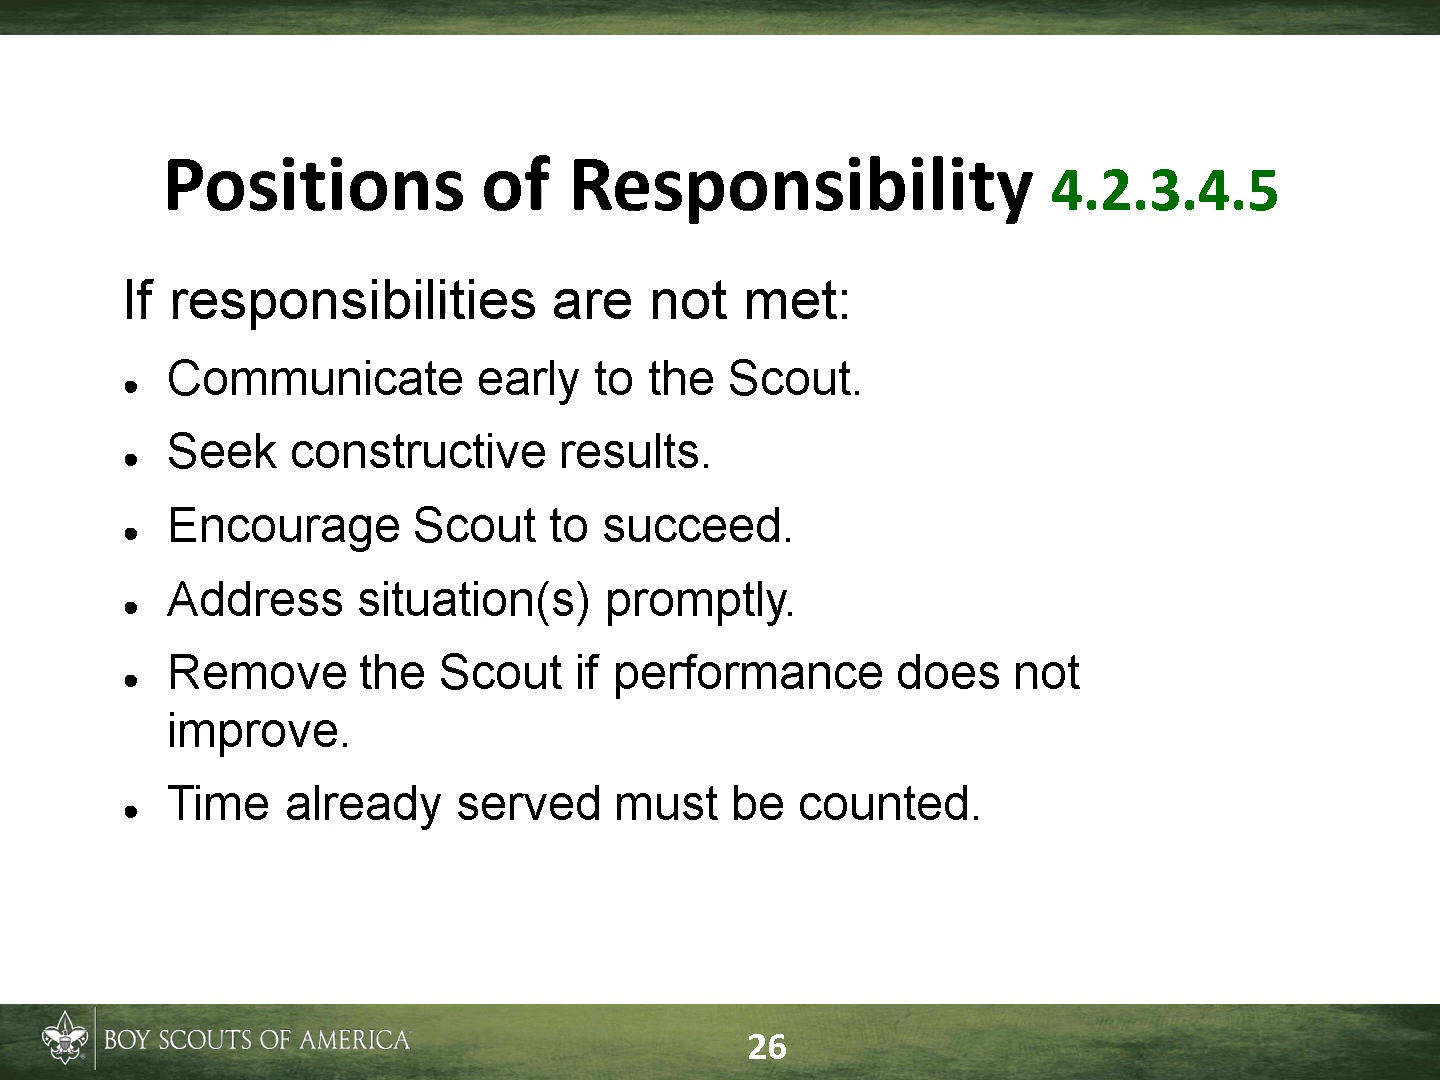 Positions of Responsibility 4.2.3.4.5
If responsibilities are not met:
● Communicate early to the Scout.
● Seek constructive results.
● Encourage Scout to succeed.
● Address situation(s) promptly.
● Remove the Scout if performance does not
improve.
● Time already served must be counted.
BOY SCOUTS OF AMERICA
26